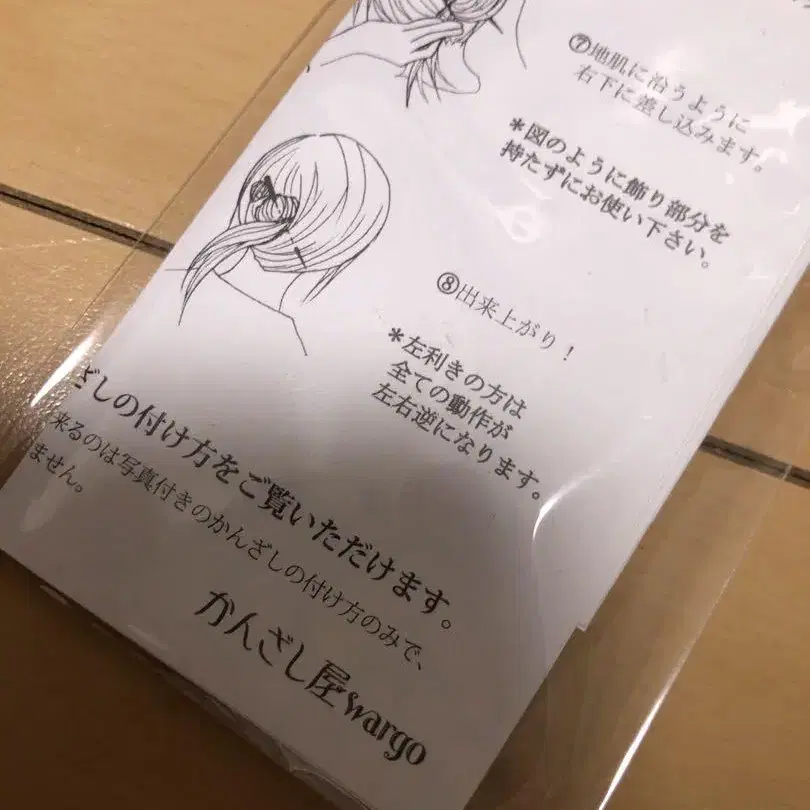 ⑦地肌に沿うように
右下に差し込みます。
*図のように飾り部分を
持たずにお使い下さい。
⑧出来上がり！
*左利きの方は
全ての動作が
左右逆になります。
ざしの付け方をご覧いただけます。
来るのは写真付きのかんざしの付け方のみで、
ません。
かんざし屋wargo